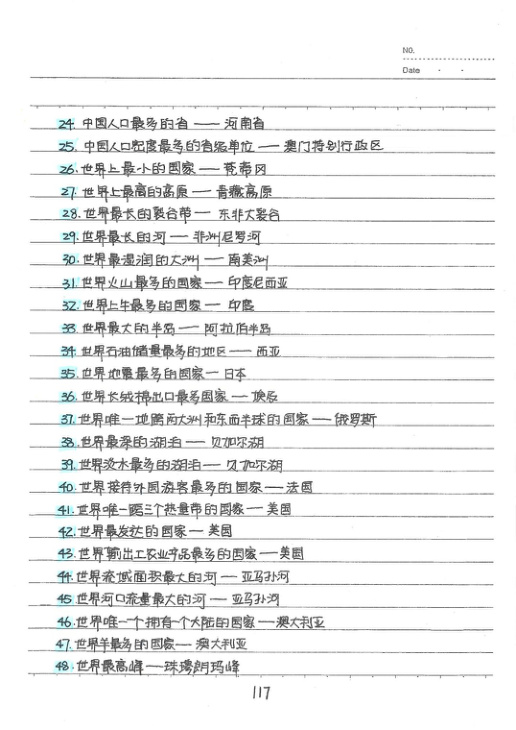 NO.
Date
24. 中国人口最多的省——河南省
25. 中国人口密度最多的省级单位——澳门特别行政区
26. 世界上最小的国家——梵蒂冈
27. 世界上最高的高原——青藏高原
28. 世界最长的裂谷带——东非大裂谷
29. 世界最长的河——非洲尼罗河
30. 世界最湿润的大洲——南美洲
31. 世界火山最多的国家——印度尼西亚
32. 世界上牛最多的国家——印度
33. 世界最大的半岛——阿拉伯半岛
34. 世界石油储量最多的地区——西亚
35. 世界地震最多的国家—日本
36. 世界长绒棉出口最多国家—埃及
37. 世界唯一地跨两大洲和东西半球的国家——俄罗斯
38. 世界最深的湖泊—贝加尔湖
39. 世界淡水最多的湖泊—贝加尔湖
40. 世界接待外国游客最多的国家——法国
41. 世界唯一跨三个热量带的国家—美国
42. 世界最发达的国家—美国
43. 世界输出工农业产品最多的国家—美国
44. 世界流域面积最大的河—亚马孙河
45. 世界河口流量最大的河—亚马孙河
46. 世界唯一个拥有一个大陆的国家—澳大利亚
47. 世界羊最多的国家—澳大利亚
48. 世界最高峰—珠穆朗玛峰
117